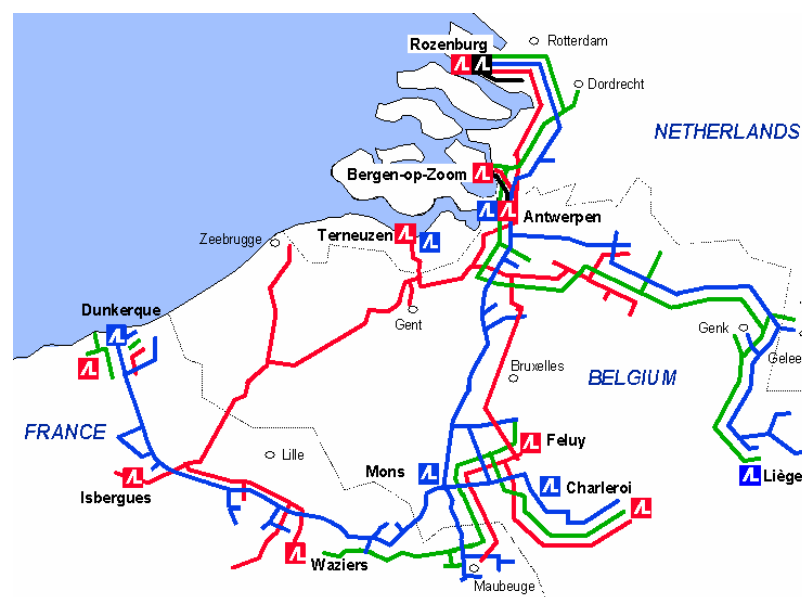 Rozenburg
Rotterdam
Dordrecht
NETHERLANDS
Bergen-op-Zoom
Antwerpen
Zeebrugge
Terneuzen
Dunkerque
Gent
Genk
Gelee
Bruxelles
BELGIUM
FRANCE
Lille
Feluy
Mons
Isbergues
Charleroi
Liège
Waziers
Maubeuge